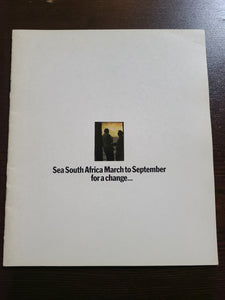 Sea South Africa March to September
for a change...